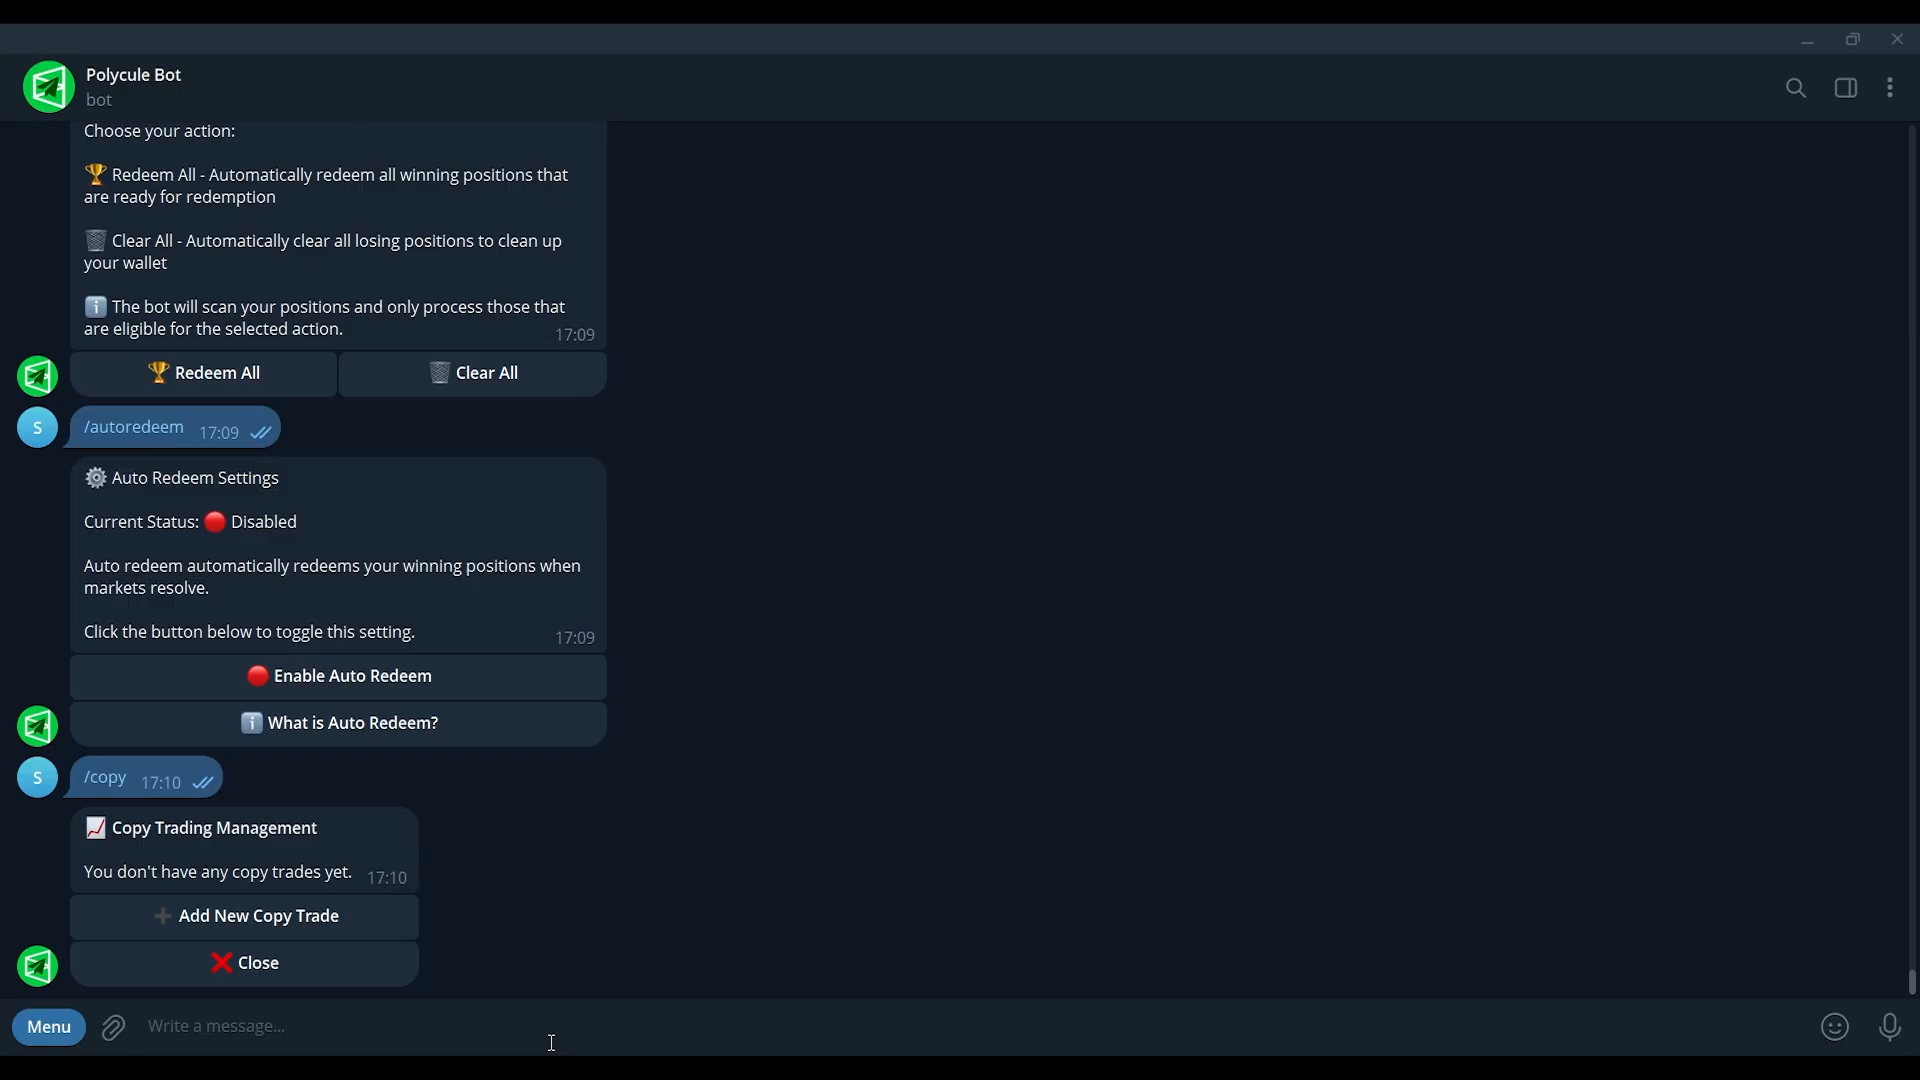 Polycule Bot
bot
Choose your action:
🏆 Redeem All - Automatically redeem all winning positions that
are ready for redemption
🗑️ Clear All - Automatically clear all losing positions to clean up
your wallet
ℹ️ The bot will scan your positions and only process those that
are eligible for the selected action.
17:09
🏆 Redeem All
🗑️ Clear All
S
/autoredeem 17:09
⚙️ Auto Redeem Settings
Current Status: 🔴 Disabled
Auto redeem automatically redeems your winning positions when
markets resolve.
Click the button below to toggle this setting.
17:09
🔴 Enable Auto Redeem
ℹ️ What is Auto Redeem?
S
/copy 17:10
📈 Copy Trading Management
You don't have any copy trades yet. 17:10
➕ Add New Copy Trade
❌ Close
Menu
Write a message...